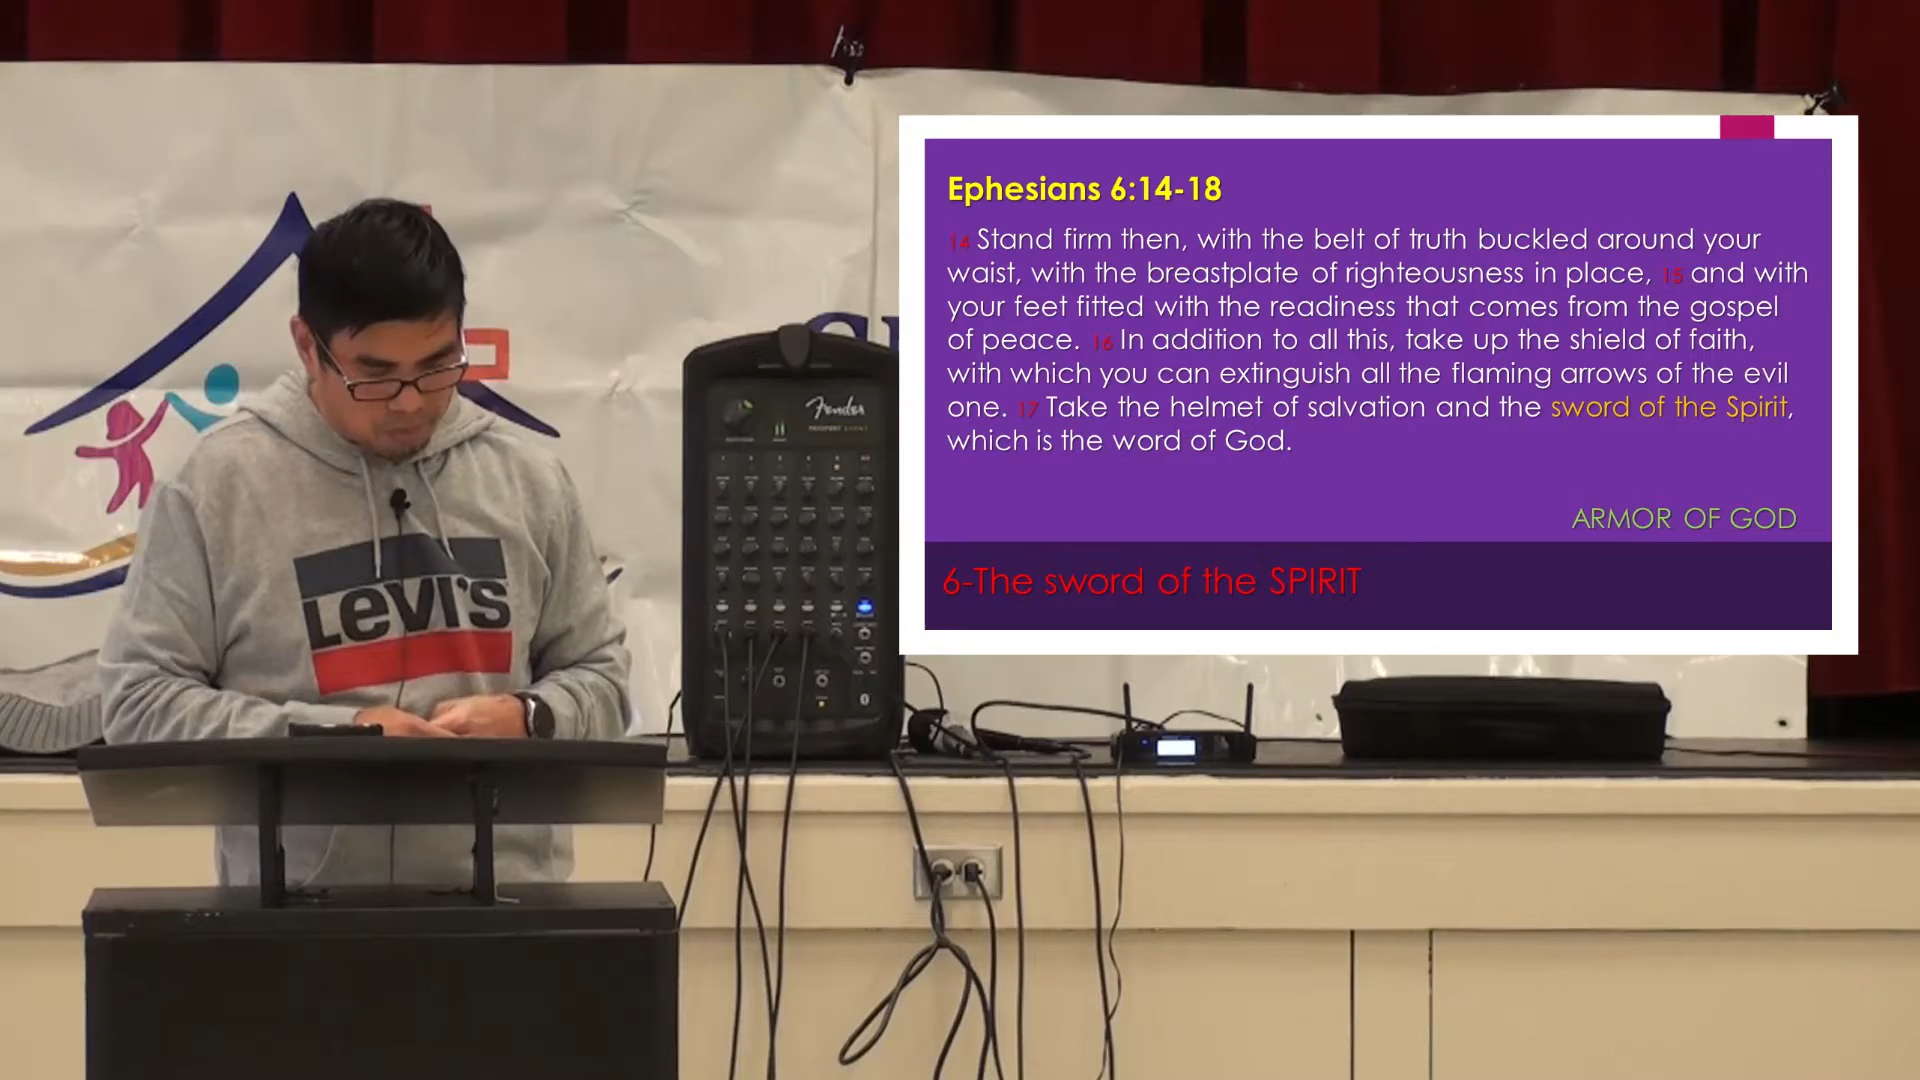 Ephesians 6:14-18
14 Stand firm then, with the belt of truth buckled around your
waist, with the breastplate of righteousness in place, 15 and with
your feet fitted with the readiness that comes from the gospel
of peace. 16 In addition to all this, take up the shield of faith,
with which you can extinguish all the flaming arrows of the evil
one. 17 Take the helmet of salvation and the sword of the Spirit,
which is the word of God.
ARMOR OF GOD
6-The sword of the SPIRIT
Fender
PASSPORT EVENT
LEVI'S